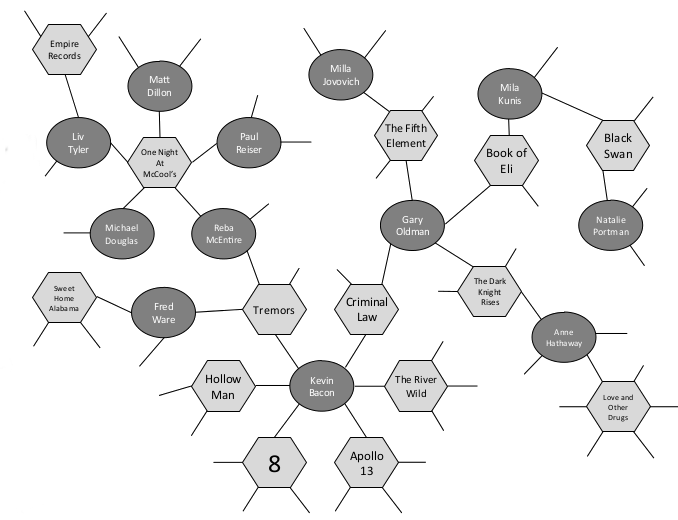 Empire
Records
Matt
Dillon
Milla
Jovovich
Mila
Kunis
Liv
Tyler
One Night
At
McCool's
Paul
Reiser
The Fifth
Element
Book of
Eli
Black
Swan
Michael
Douglas
Reba
McEntire
Gary
Oldman
Natalie
Portman
Sweet
Home
Alabama
Fred
Ware
Tremors
Criminal
Law
The Dark
Knight
Rises
Anne
Hathaway
Hollow
Man
Kevin
Bacon
The River
Wild
Love and
Other
Drugs
8
Apollo
13